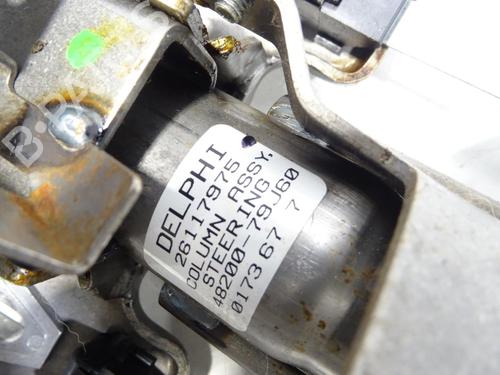 DELPHI
26117975
COLUMN ASSY,
STEERING
48200-79J60
0173 67 7